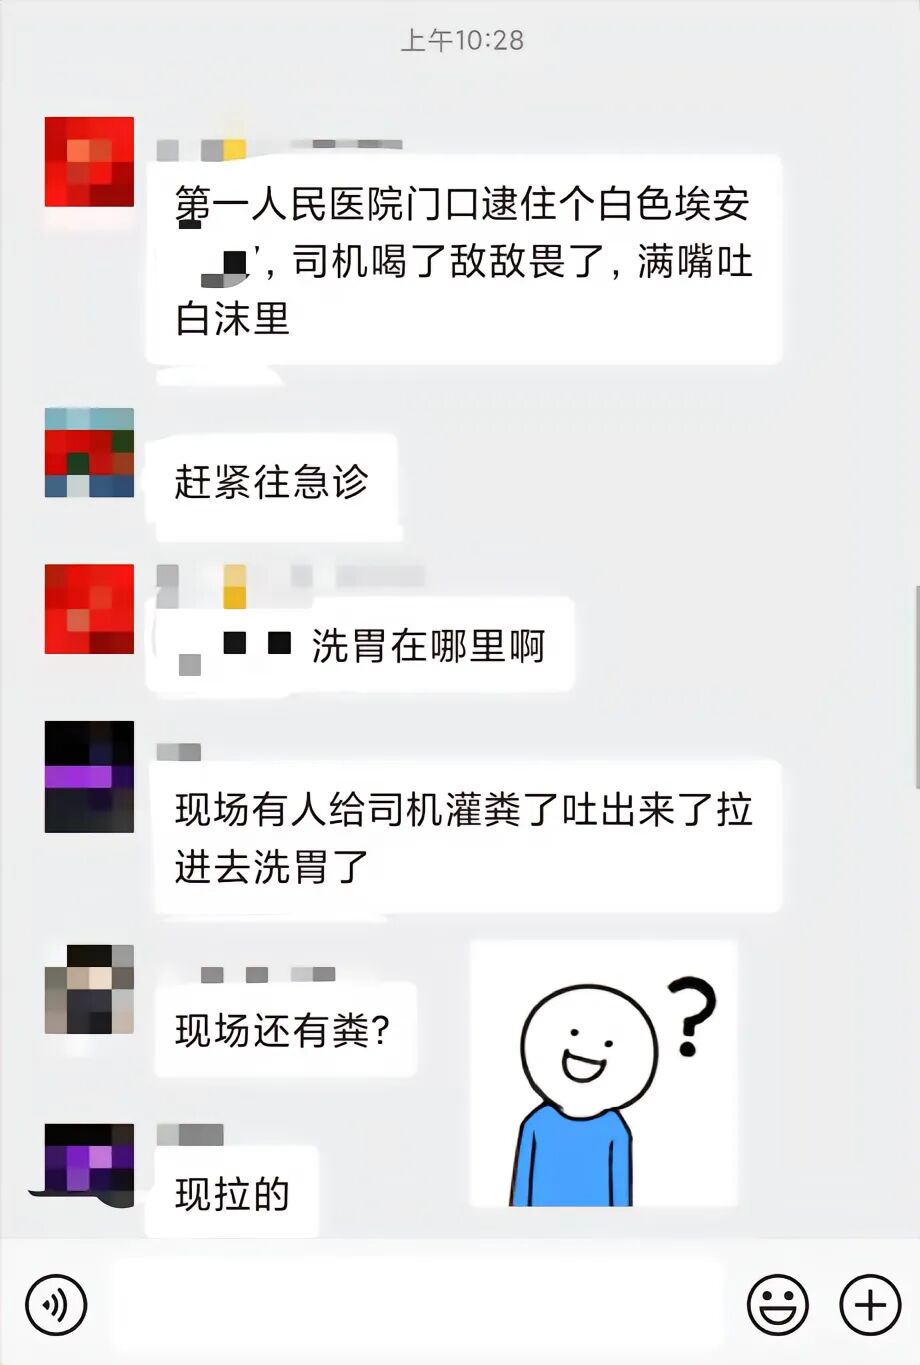 上午10:28
第一人民医院门口逮住个白色埃安
，司机喝了敌敌畏了，满嘴吐
白沫里
赶紧往急诊
洗胃在哪里啊
现场有人给司机灌粪了吐出来了拉
进去洗胃了
现场还有粪?
?
现拉的